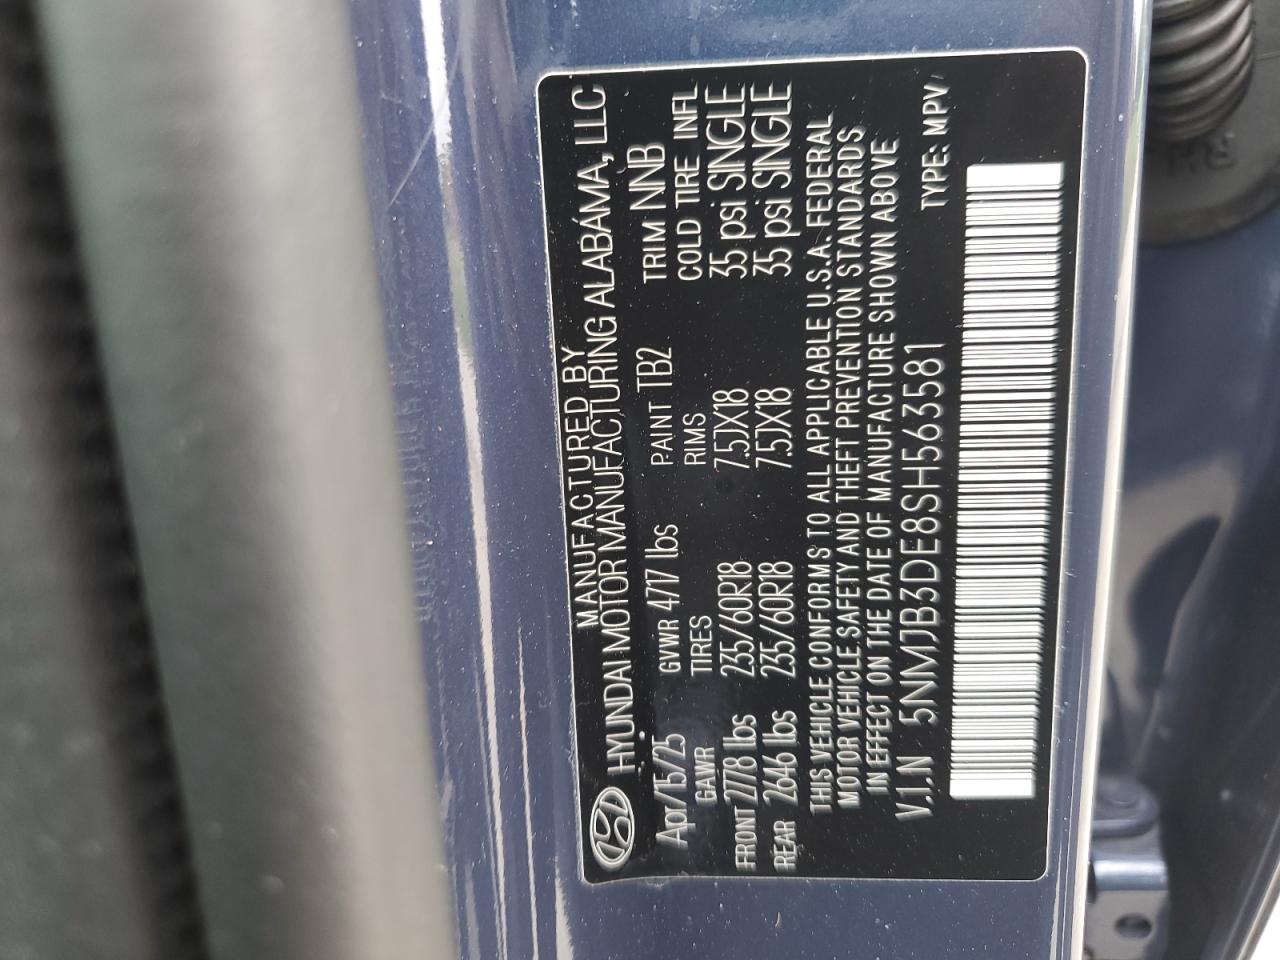 MANUFACTURED BY
HYUNDAI MOTOR MANUFACTURING ALABAMA, LLC
Apr/15/25 GVWR 4717 lbs PAINT TB2 TRIM NNB
GAWR TIRES RIMS COLD TIRE INFL
FRONT 2778 lbs 235/60R18 7.5JX18 35 psi SINGLE
REAR 2646 lbs 235/60R18 7.5JX18 35 psi SINGLE
THIS VEHICLE CONFORMS TO ALL APPLICABLE U.S.A. FEDERAL
MOTOR VEHICLE SAFETY AND THEFT PREVENTION STANDARDS
IN EFFECT ON THE DATE OF MANUFACTURE SHOWN ABOVE
V.I.N 5NMJB3DE8SH563581 TYPE: MPV